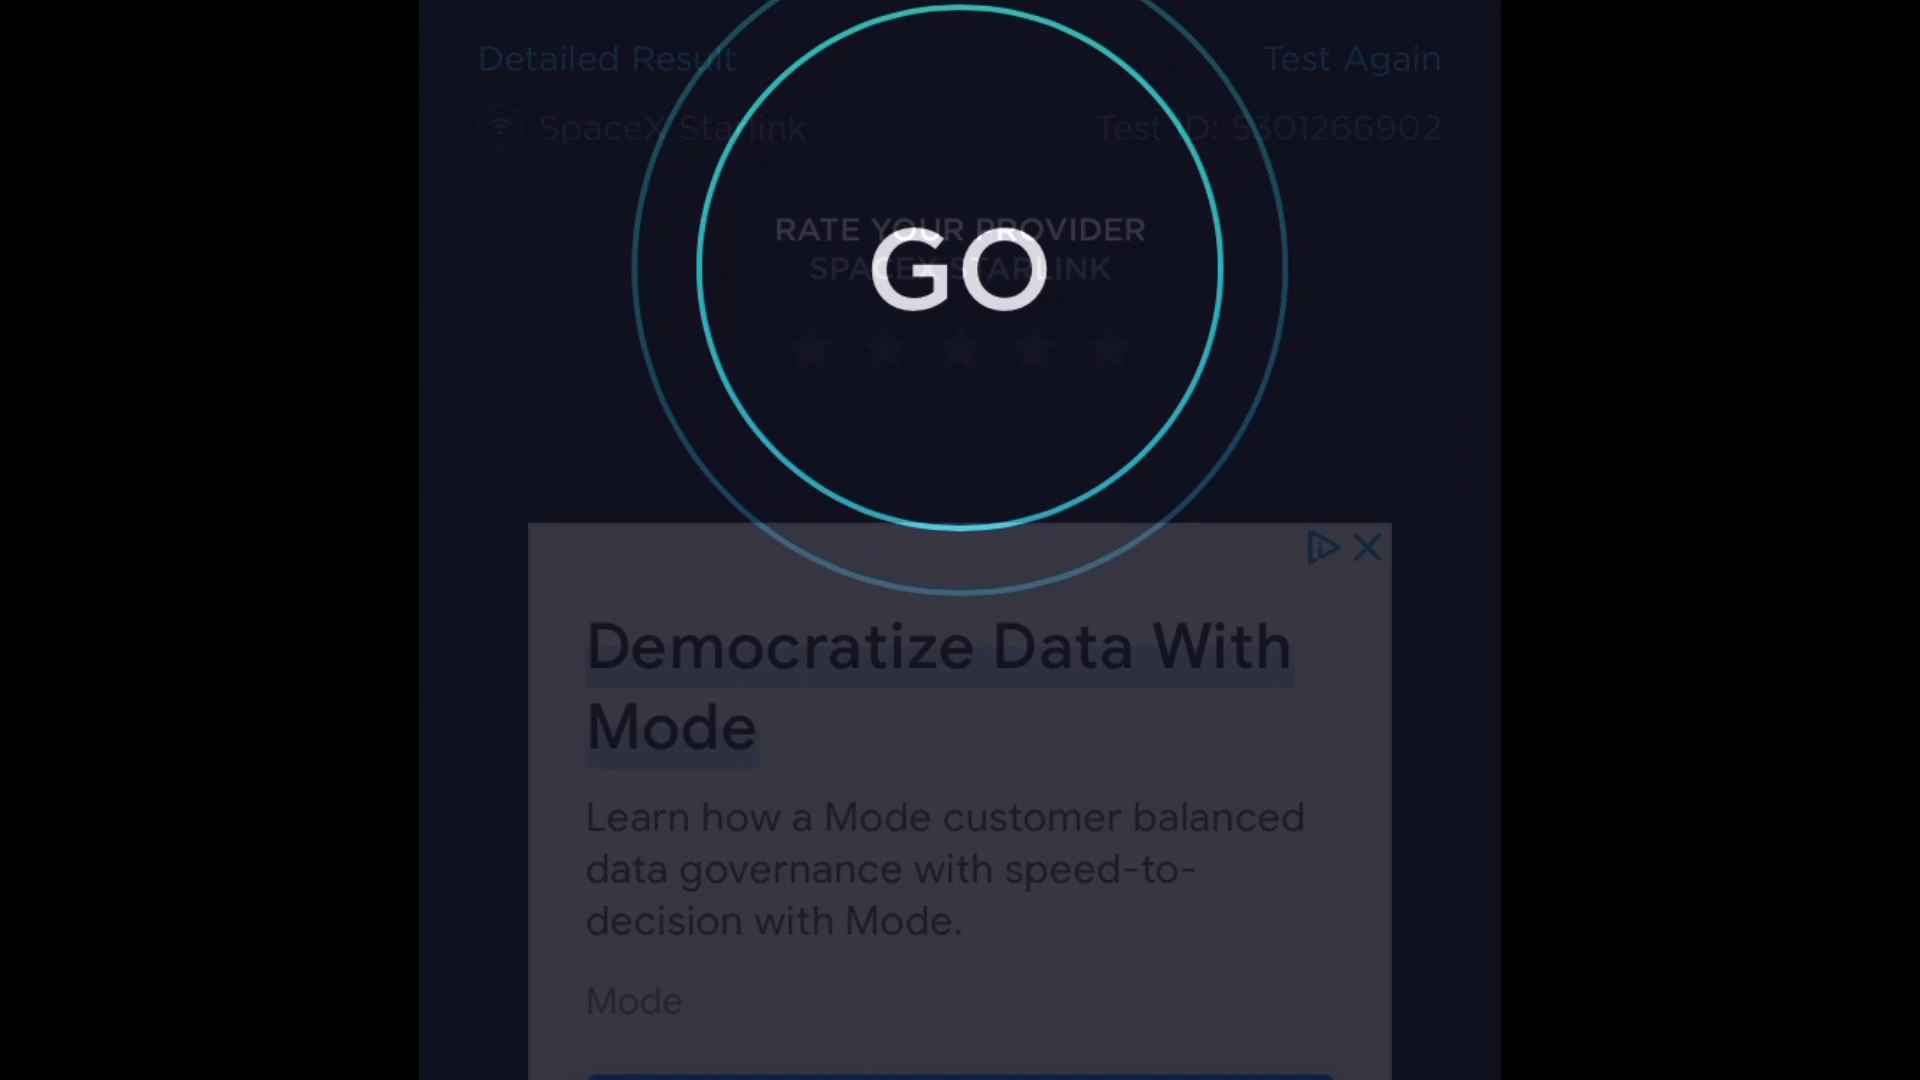 Detailed Result
Test Again
SpaceX Starlink
Test ID: 5301266902
RATE YOUR PROVIDER
SPACEX STARLINK
GO
Democratize Data With
Mode
Learn how a Mode customer balanced
data governance with speed-to-
decision with Mode.
Mode